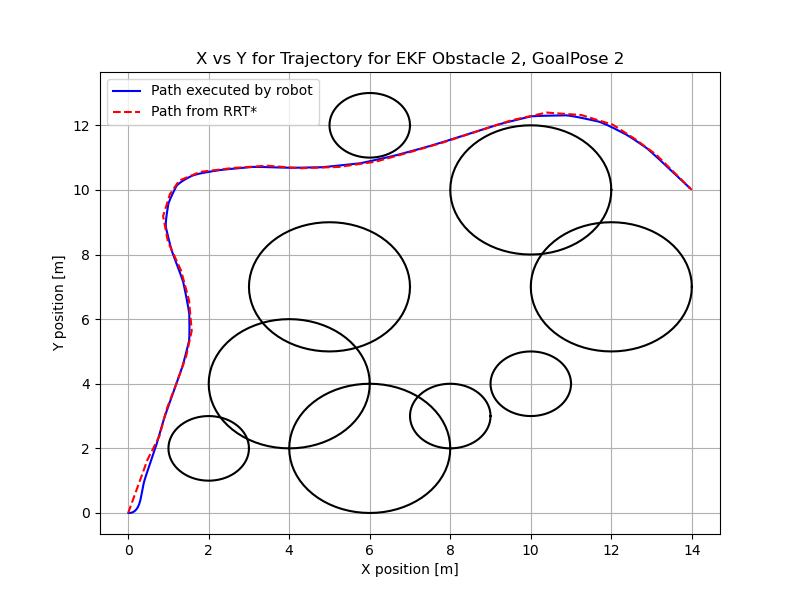 X vs Y for Trajectory for EKF Obstacle 2, GoalPose 2
Path executed by robot
Path from RRT*
12
10
8
6
4
2
0
Y position [m]
0 2 4 6 8 10 12 14
X position [m]